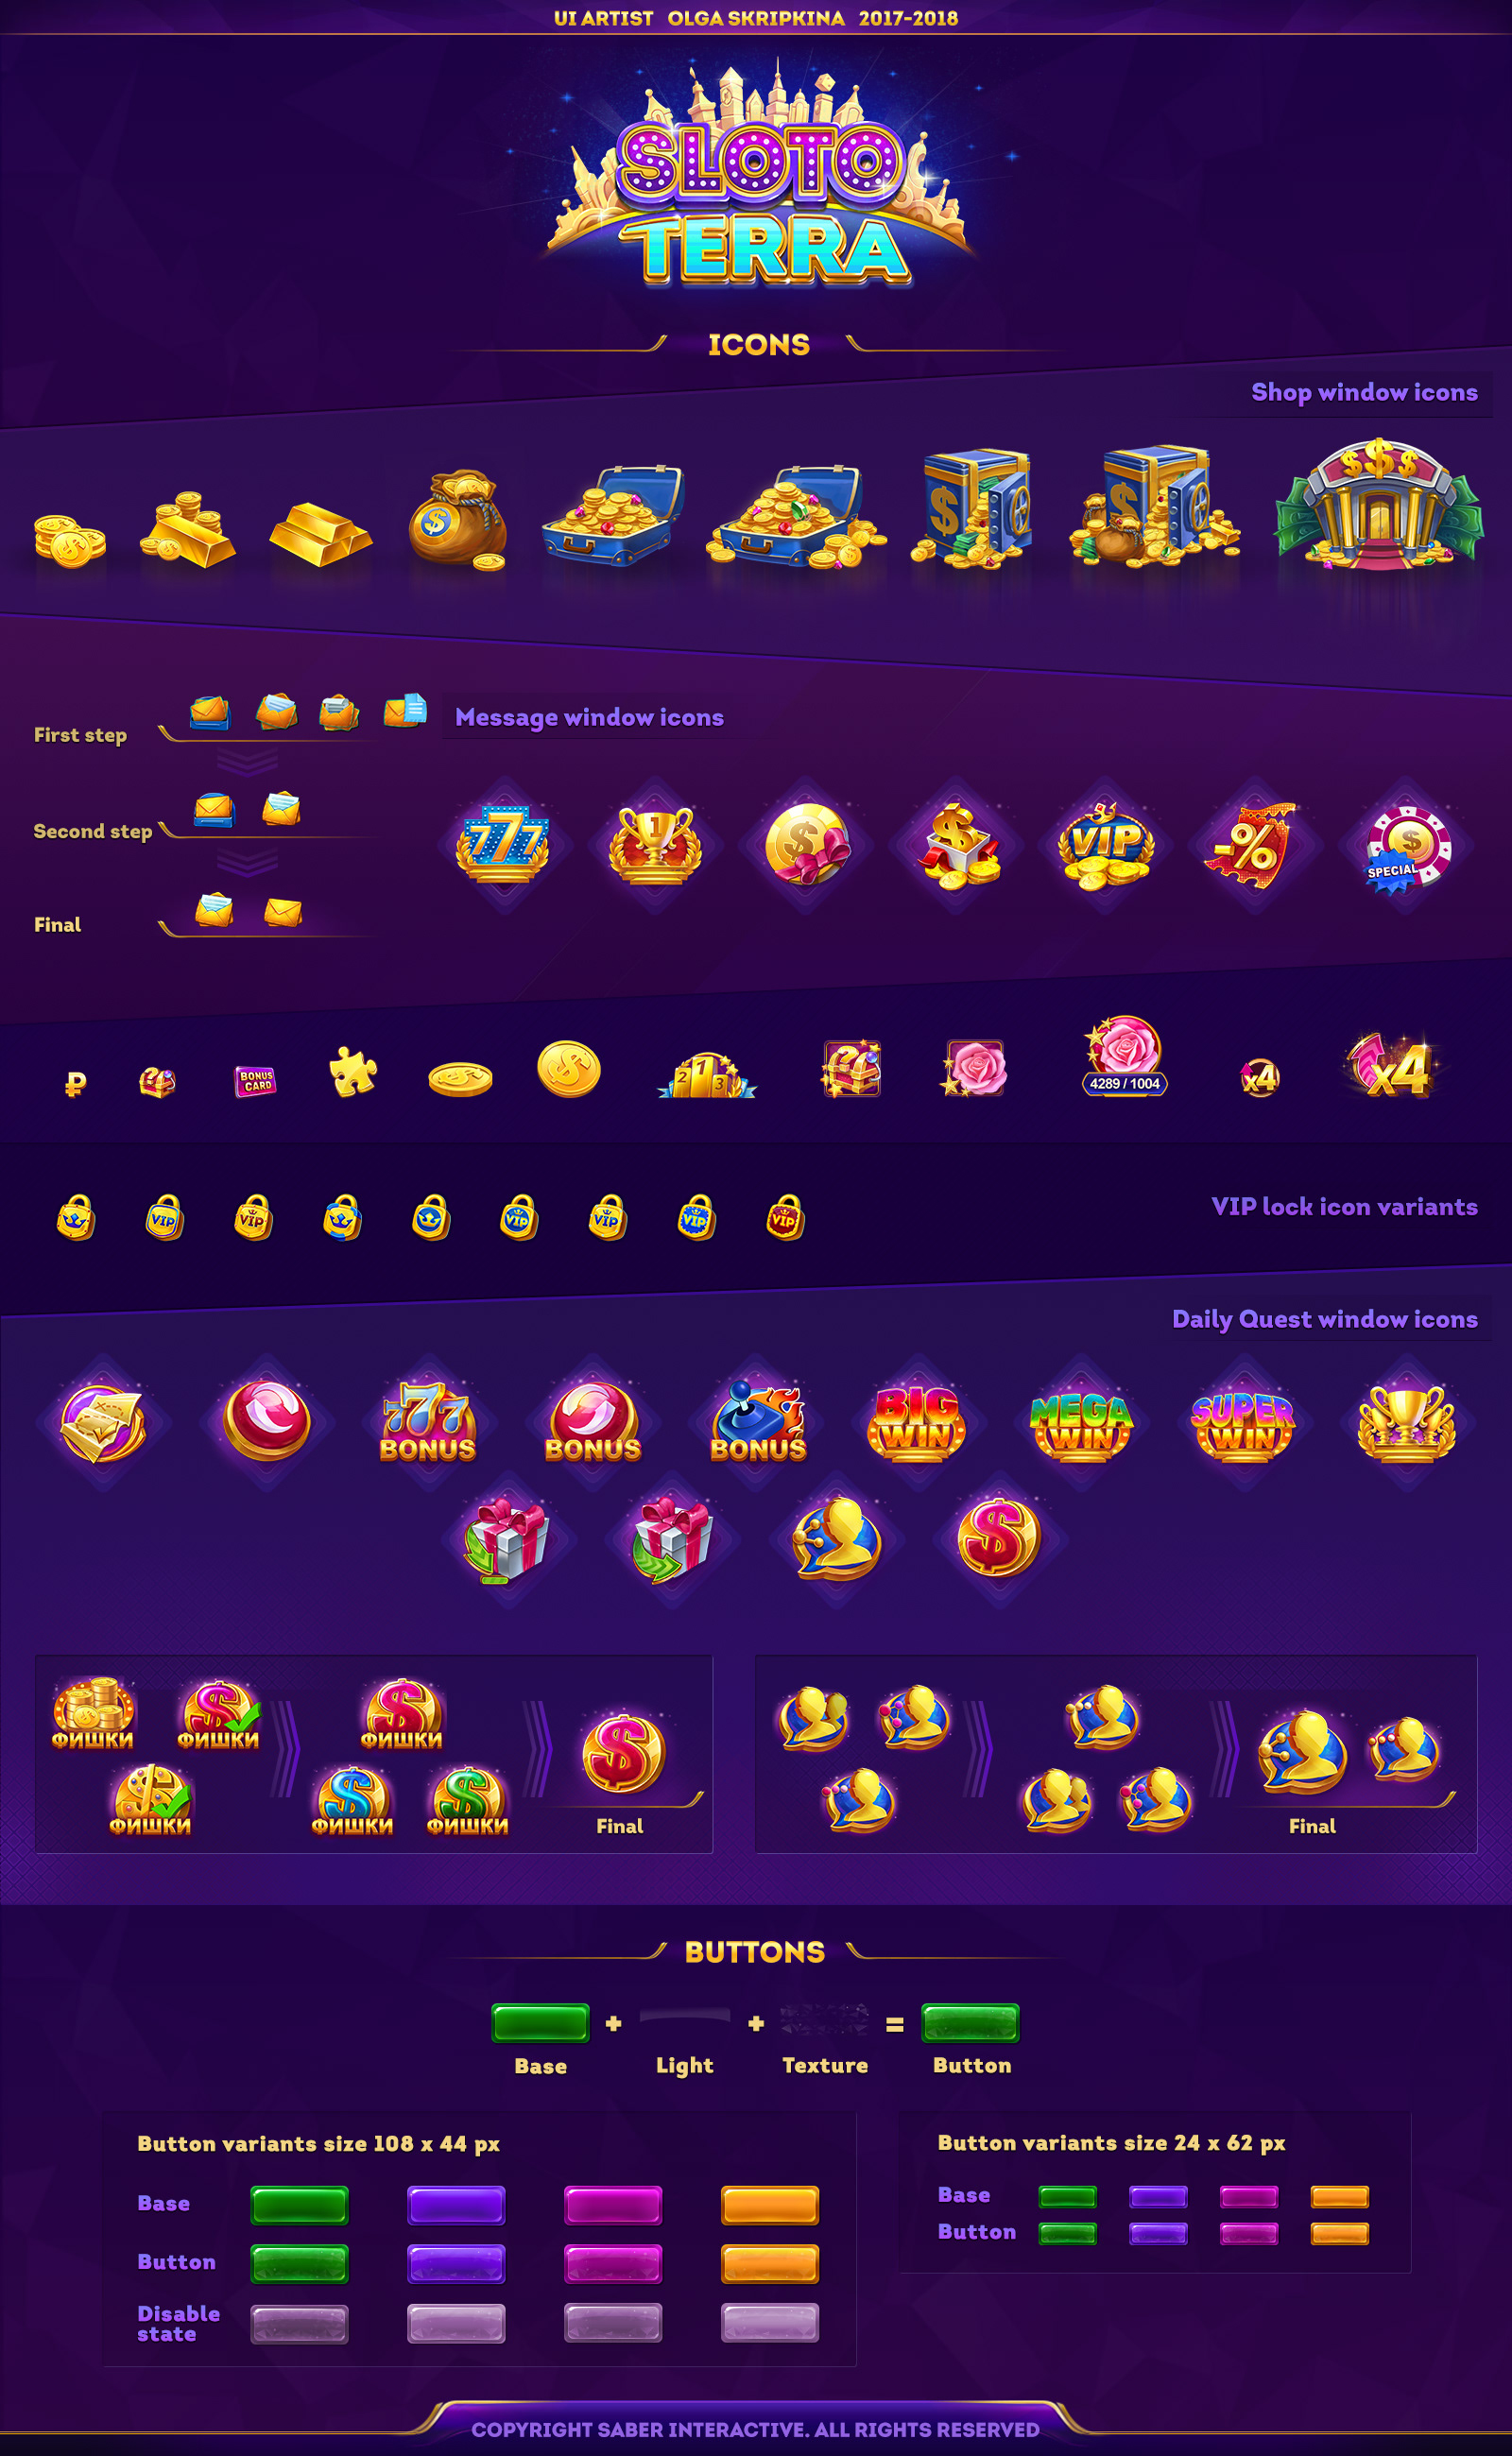 UI ARTIST OLGA SKRIPKINA 2017-2018
SLOTO
TERRA
ICONS
Shop window icons
$
$
$
$
$ $ $
First step
Message window icons
Second step
Final
777
1
$
$
VIP
-%
$
SPECIAL
₽
BONUS
CARD
$
$
2 1 3
4289 / 1004
x4
x4
VIP
VIP
VIP
VIP
VIP
VIP
VIP lock icon variants
Daily Quest window icons
777
BONUS
BONUS
BONUS
BIG
WIN
MEGA
WIN
SUPER
WIN
$
$
ФИШКИ
$
ФИШКИ
$
ФИШКИ
$
ФИШКИ
$
ФИШКИ
$
ФИШКИ
$
Final
Final
BUTTONS
+ + =
Base Light Texture Button
Button variants size 108 x 44 px
Base
Button
Disable
state
Button variants size 24 x 62 px
Base
Button
COPYRIGHT SABER INTERACTIVE. ALL RIGHTS RESERVED